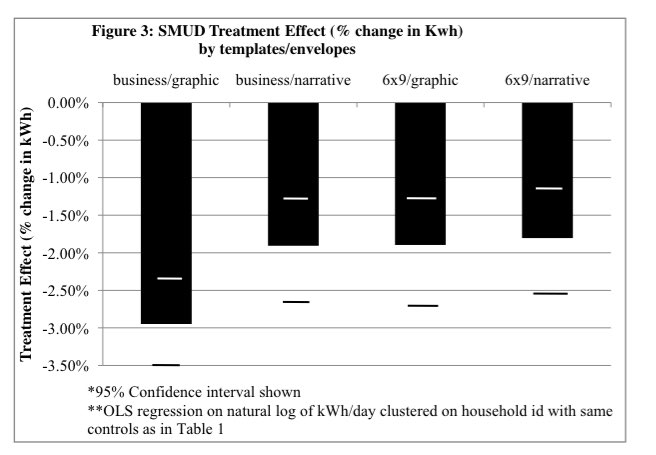 Figure 3: SMUD Treatment Effect (% change in Kwh)
by templates/envelopes
business/graphic business/narrative 6x9/graphic 6x9/narrative
Treatment Effect (% change in kWh)
0.00%
-0.50%
-1.00%
-1.50%
-2.00%
-2.50%
-3.00%
-3.50%
*95% Confidence interval shown
**OLS regression on natural log of kWh/day clustered on household id with same
controls as in Table 1